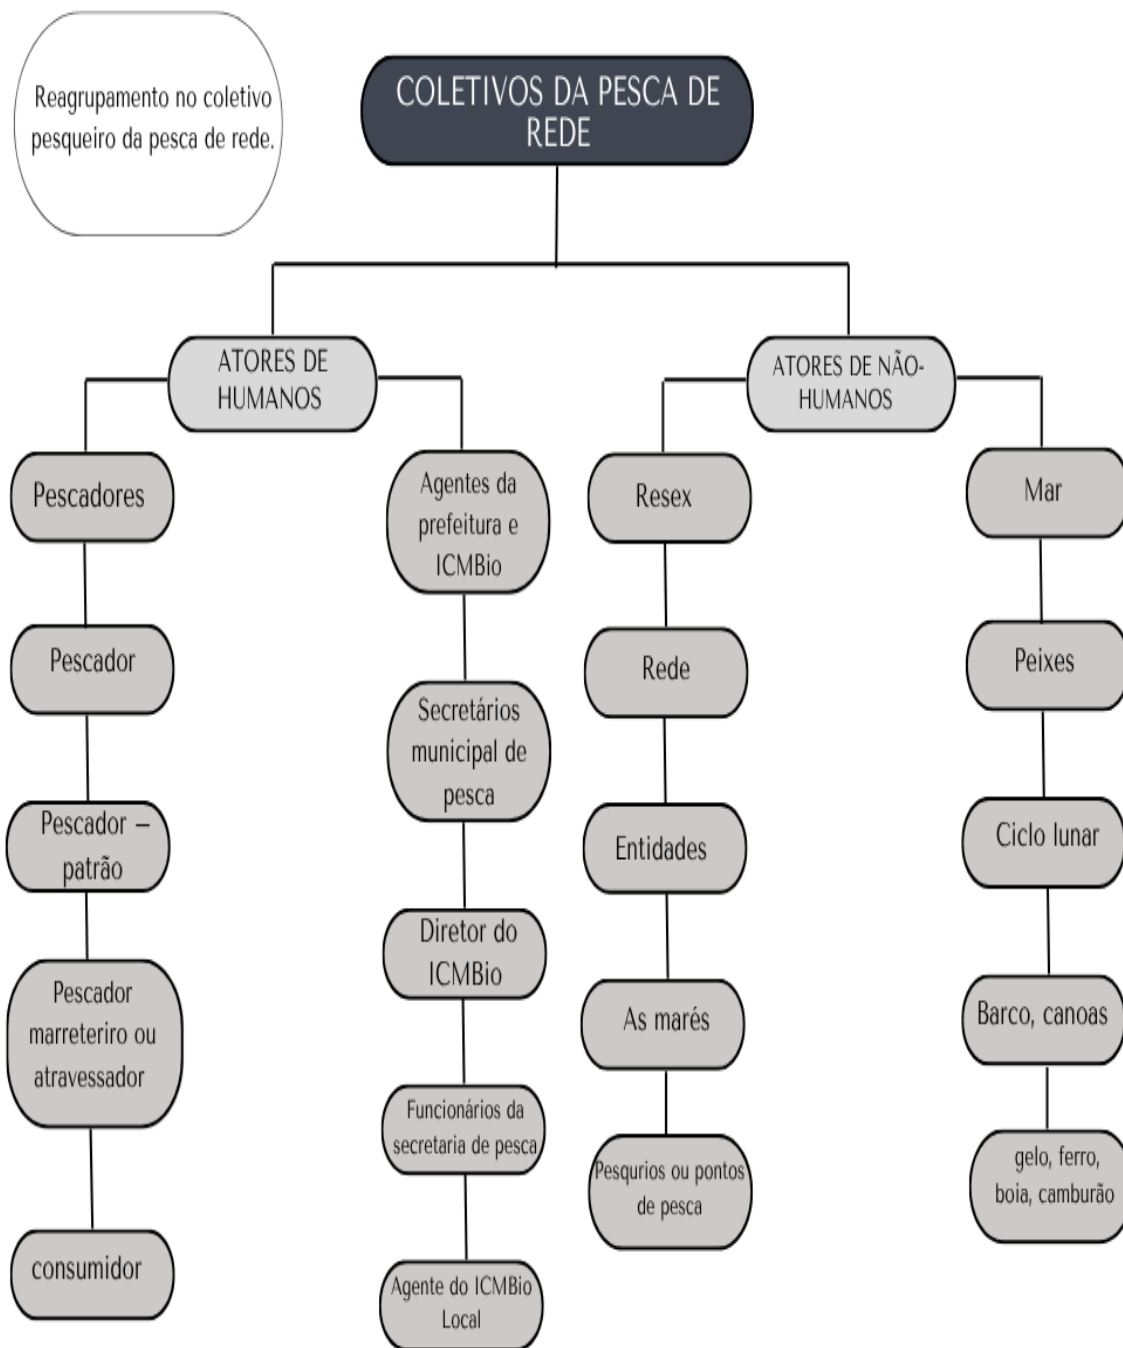 Reagrupamento no coletivo
pesqueiro da pesca de rede.
COLETIVOS DA PESCA DE
REDE
ATORES DE
HUMANOS
ATORES DE NÃO-
HUMANOS
Pescadores
Pescador
Pescador –
patrão
Pescador
marreteriro ou
atravessador
consumidor
Agentes da
prefeitura e
ICMBio
Secretários
municipal de
pesca
Diretor do
ICMBio
Funcionários da
secretaria de pesca
Agente do ICMBio
Local
Resex
Rede
Entidades
As marés
Pesqurios ou pontos
de pesca
Mar
Peixes
Ciclo lunar
Barco, canoas
gelo, ferro,
boia, camburão